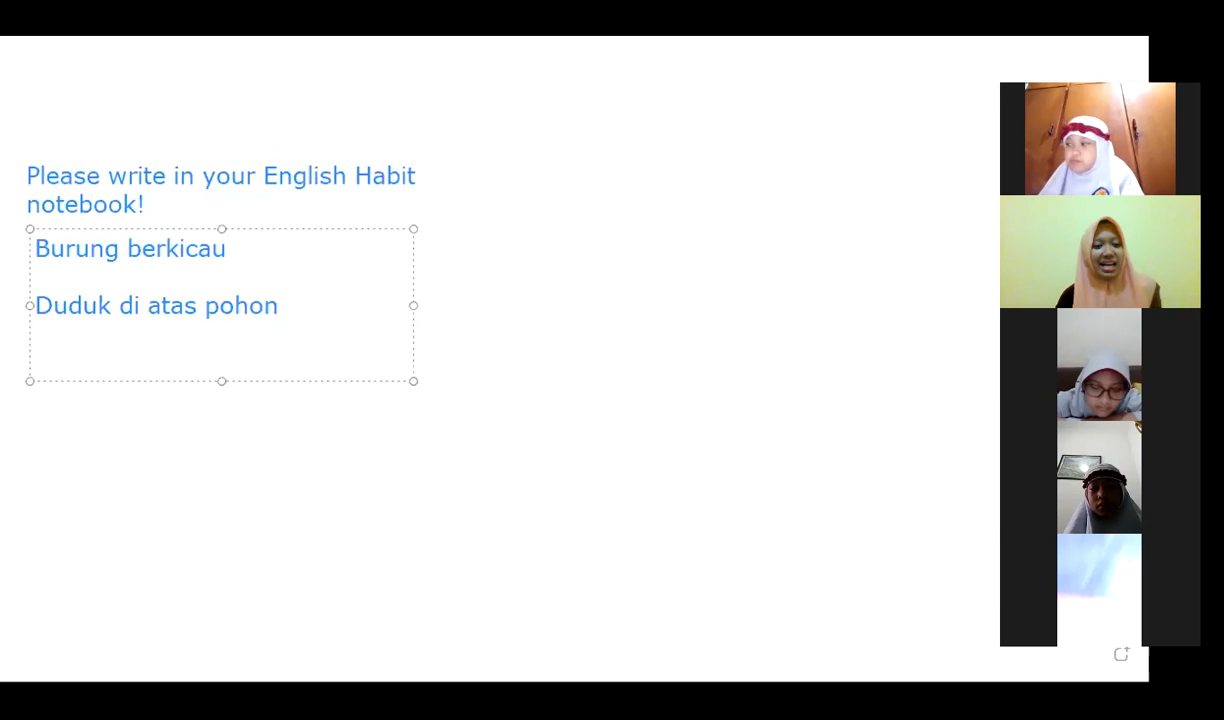 Please write in your English Habit
notebook!
Burung berkicau
Duduk di atas pohon